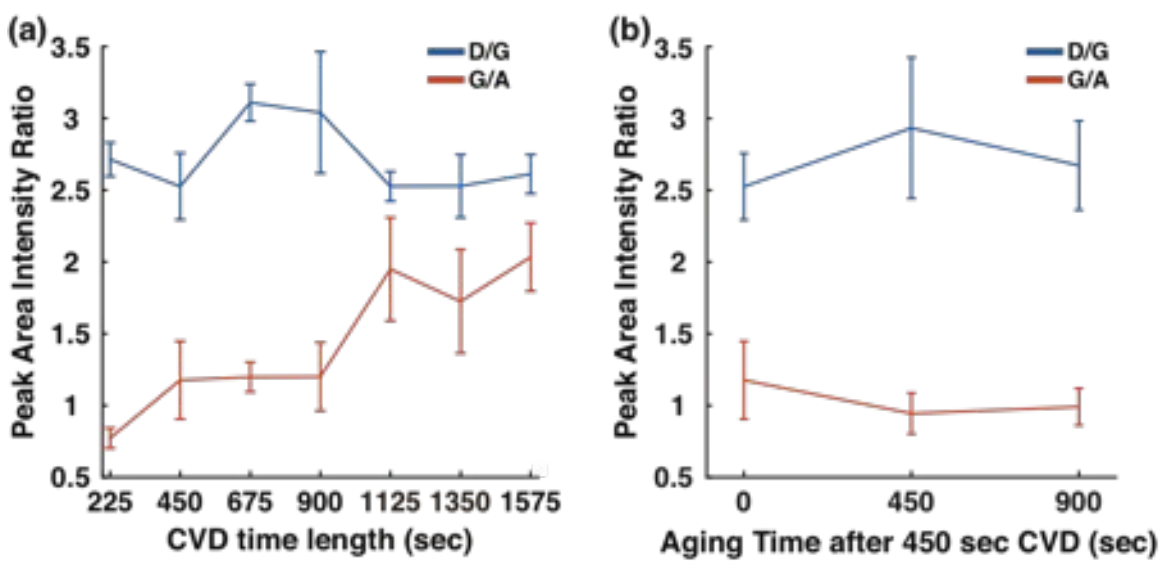 (a)
Peak Area Intensity Ratio
3.5
3
2.5
2
1.5
1
0.5
D/G
G/A
225 450 675 900 1125 1350 1575
CVD time length (sec)
(b)
Peak Area Intensity Ratio
3.5
3
2.5
2
1.5
1
0.5
D/G
G/A
0 450 900
Aging Time after 450 sec CVD (sec)